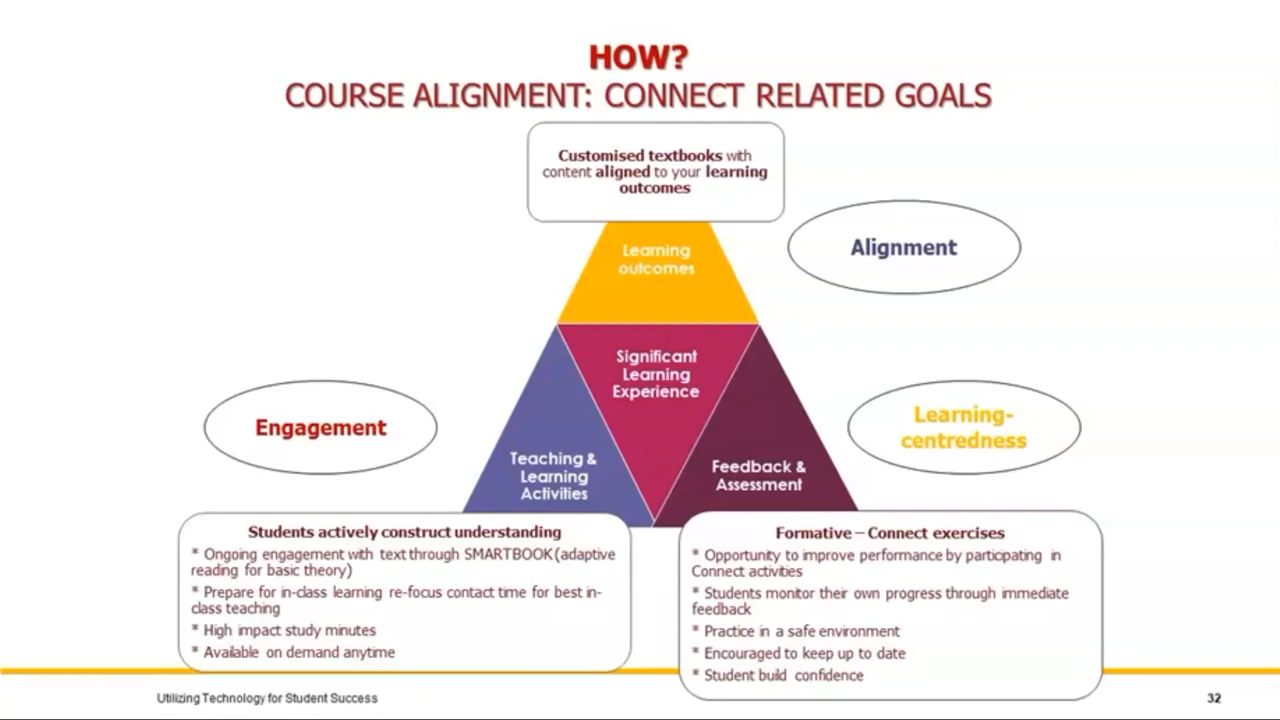 HOW?
COURSE ALIGNMENT: CONNECT RELATED GOALS
Customised textbooks with
content aligned to your learning
outcomes
Learning
outcomes
Alignment
Significant
Learning
Experience
Engagement
Learning-
centredness
Teaching &
Learning
Activities
Feedback &
Assessment
Students actively construct understanding
* Ongoing engagement with text through SMARTBOOK(adaptive
reading for basic theory)
* Prepare for in-class learning re-focus contact time for best in-
class teaching
* High impact study minutes
* Available on demand anytime
Formative – Connect exercises
* Opportunity to improve performance by participating in
Connect activities
* Students monitor their own progress through immediate
feedback
* Practice in a safe environment
* Encouraged to keep up to date
* Student build confidence
Utilizing Technology for Student Success
32